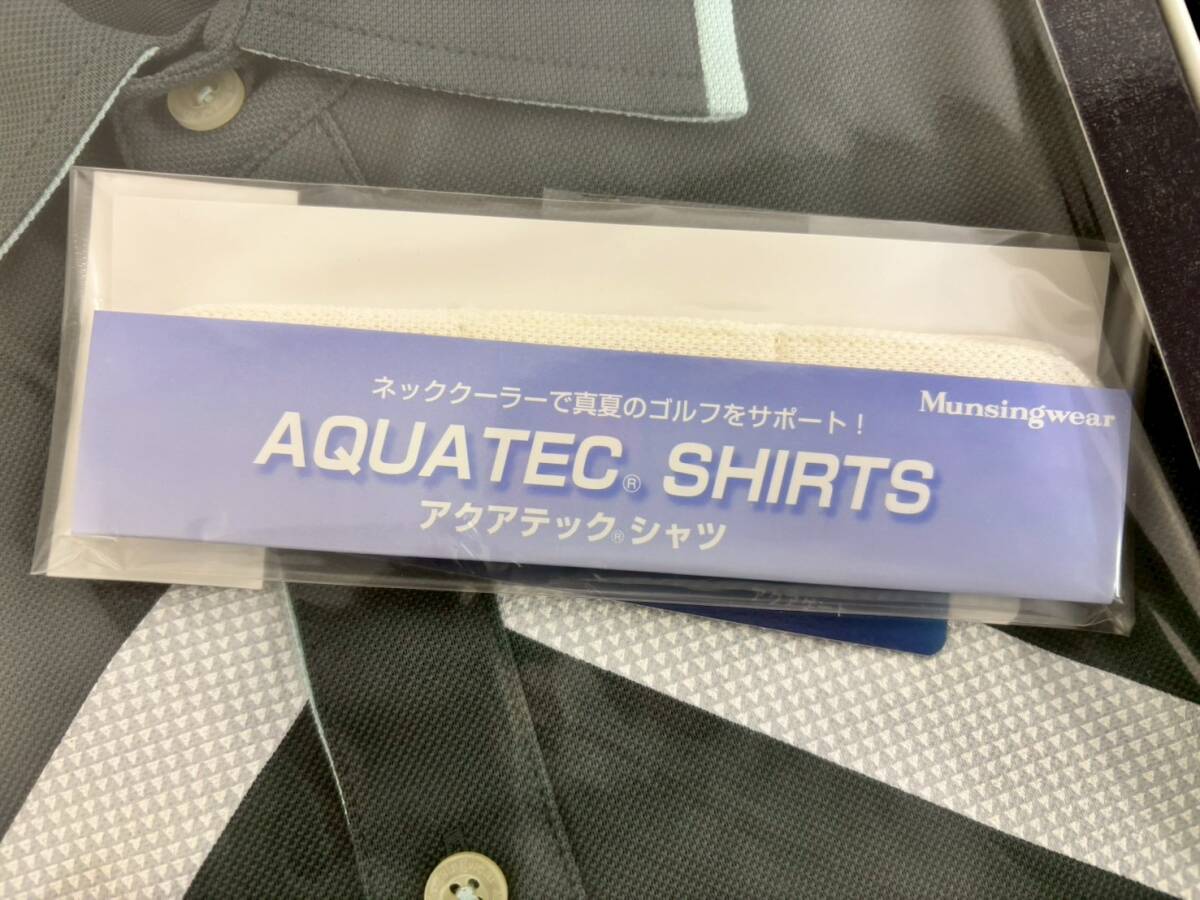 ネッククーラーで真夏のゴルフをサポート！
Munsingwear
AQUATEC® SHIRTS
アクアテック®シャツ